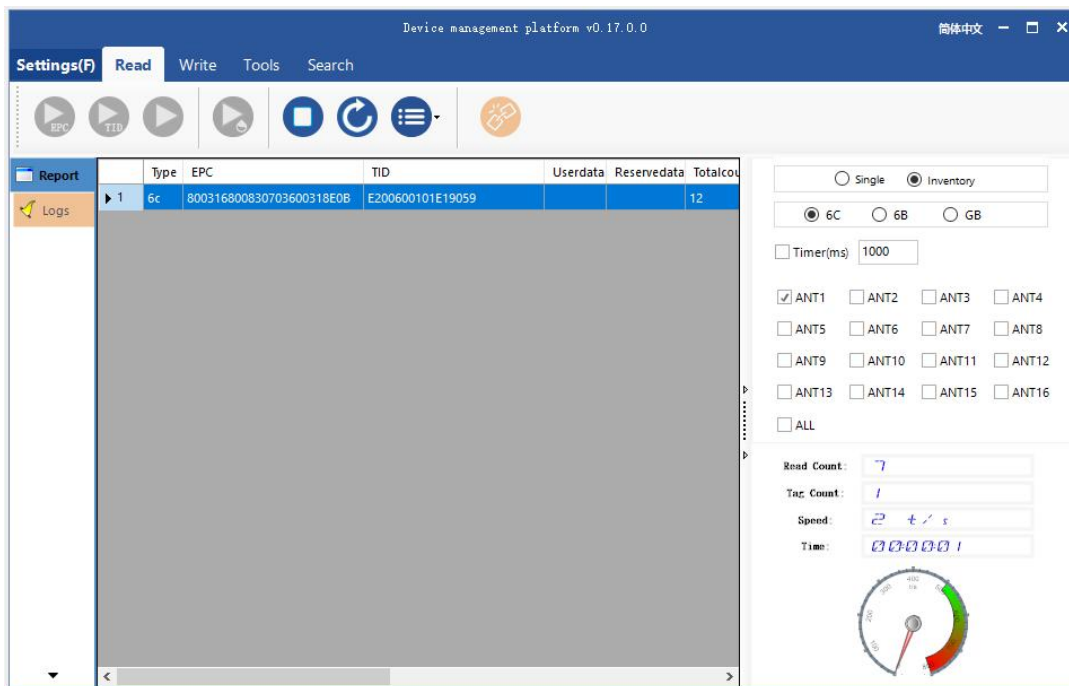 Device management platform v0.17.0.0
简体中文
Settings(F) Read Write Tools Search
EPC TID
Report
Logs
Type EPC TID Userdata Reservedata Totalcou
1 6c 800316800830703600318E0B E200600101E19059 12
Single Inventory
6C 6B GB
Timer(ms) 1000
ANT1 ANT2 ANT3 ANT4
ANT5 ANT6 ANT7 ANT8
ANT9 ANT10 ANT11 ANT12
ANT13 ANT14 ANT15 ANT16
ALL
Read Count: 7
Tag Count: 1
Speed: 2 t/s
Time: 00:00:01
400
300
200
100